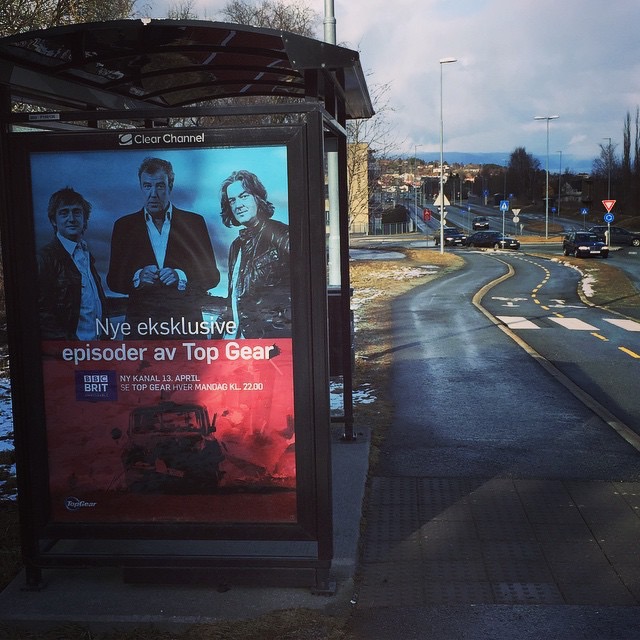 Clear Channel
Nye eksklusive
episoder av Top Gear
BBC
BRIT
NY KANAL 13. APRIL
SE TOP GEAR HVER MANDAG KL. 22.00
TopGear